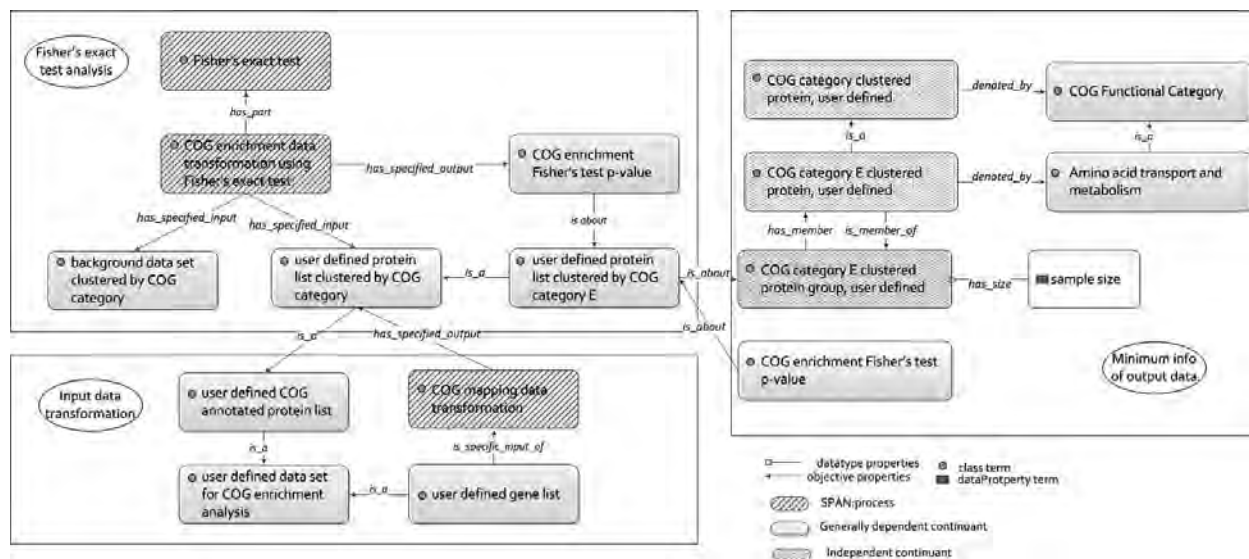 Fisher's exact
test analysis
Fisher's exact test
has_part
COG enrichment data
transformation using
Fisher's exact test
has_specified_output
COG enrichment
Fisher's test p-value
has_specified_input
has_specified_input
is about
background data set
clustered by COG
category
user defined protein
list clustered by COG
category
is_a
user defined protein
list clustered by COG
category E
is_a
has_specified_output
Input data
transformation
user defined COG
annotated protein list
COG mapping data
transformation
is_a
is_specific_input_of
user defined data set
for COG enrichment
analysis
is_a
user defined gene list
COG category clustered
protein, user defined
denated_by
COG Functional Category
is_a
is_a
COG category E clustered
protein, user defined
denated_by
Amino acid transport and
metabolism
has_member
is_member_of
is_about
COG category E clustered
protein group, user defined
has_size
sample size
is_about
COG enrichment Fisher's test
p-value
Minimum info
of output data
datatype properties
objective properties
class term
dataProtperty term
SPAN:process
Generally dependent continuant
Independent continuant